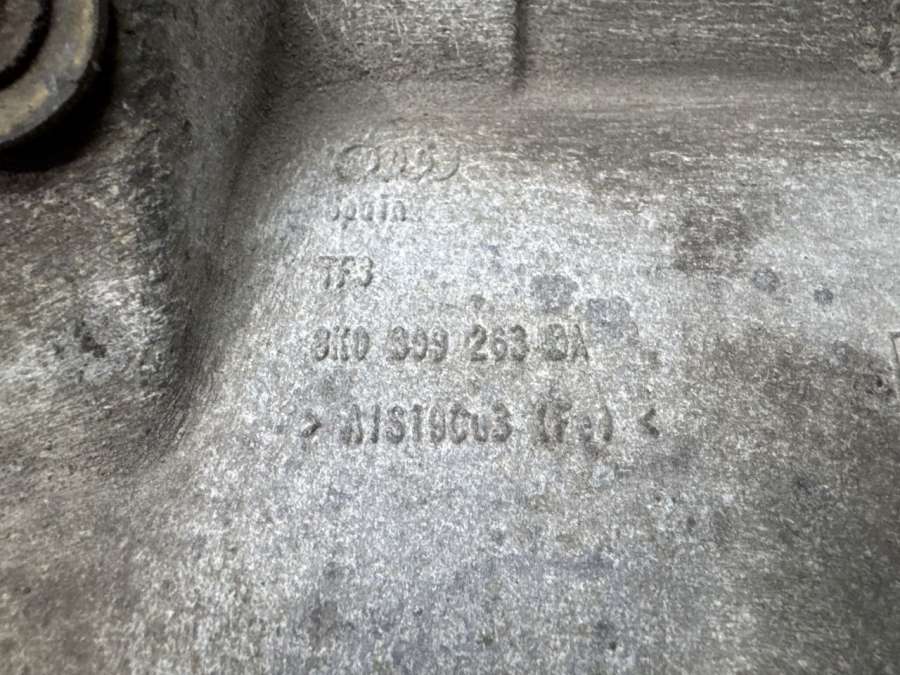 Spain
TF3
8K0 399 263 BA
> AlSi9Cu3 (Fe) <